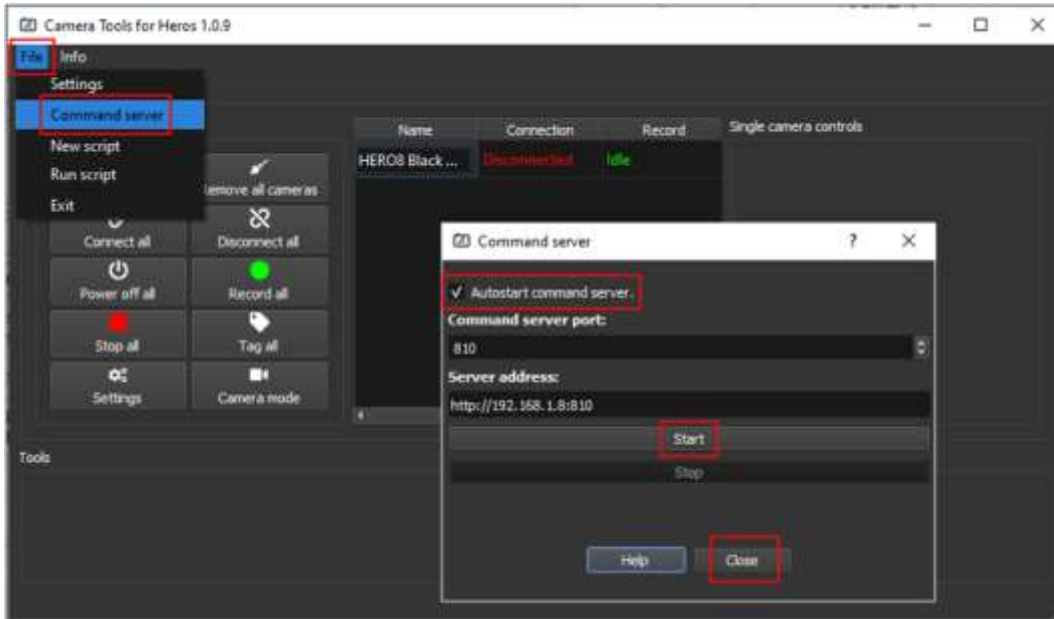 Camera Tools for Heros 1.0.9
File Info
Settings
Command server
New script
Run script
Exit
Remove all cameras
Connect all
Disconnect all
Power off all
Record all
Stop all
Tag all
Settings
Camera mode
Name Connection Record
HERO8 Black ... Disconnected Idle
Single camera controls
Tools
Command server
Autostart command server.
Command server port:
810
Server address:
http://192.168.1.8:810
Start
Stop
Help Close